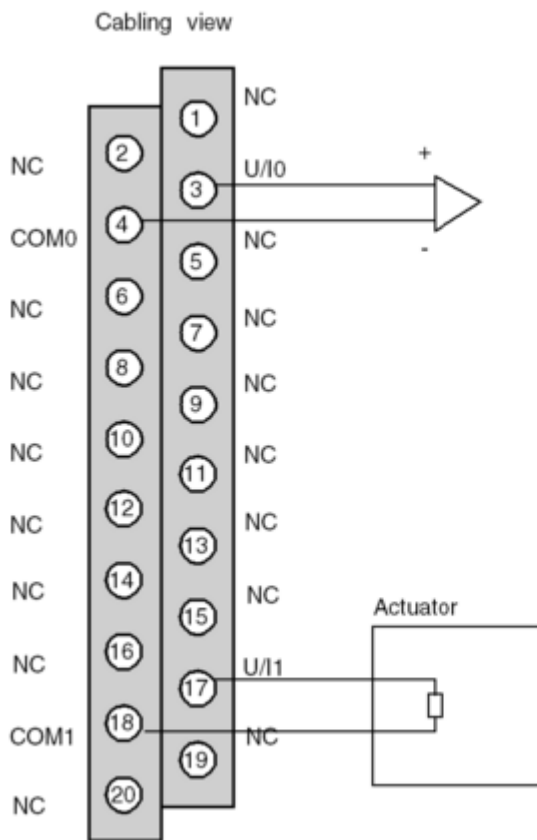 Cabling view
NC
1
2
NC
U/I0
+
3
4
COM0
NC
-
5
6
NC
NC
7
8
NC
NC
9
10
NC
NC
11
12
NC
NC
13
14
NC
NC
15
Actuator
16
NC
U/I1
17
18
COM1
NC
19
20
NC